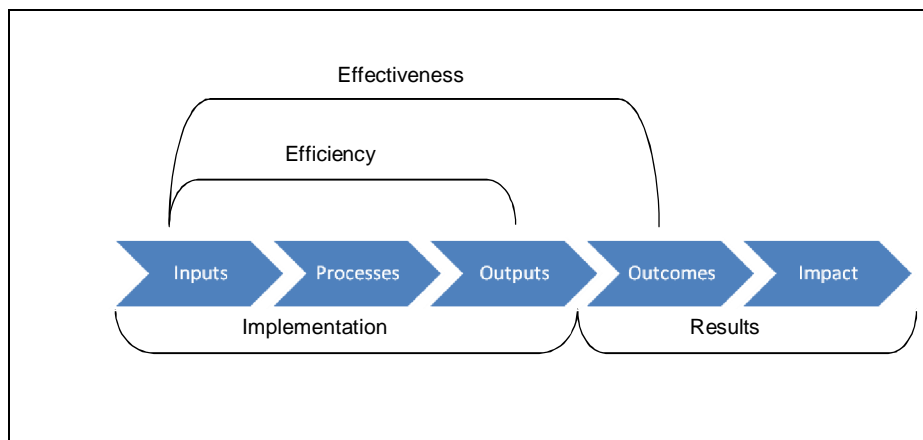 Effectiveness
Efficiency
Inputs
Processes
Outputs
Outcomes
Impact
Implementation
Results